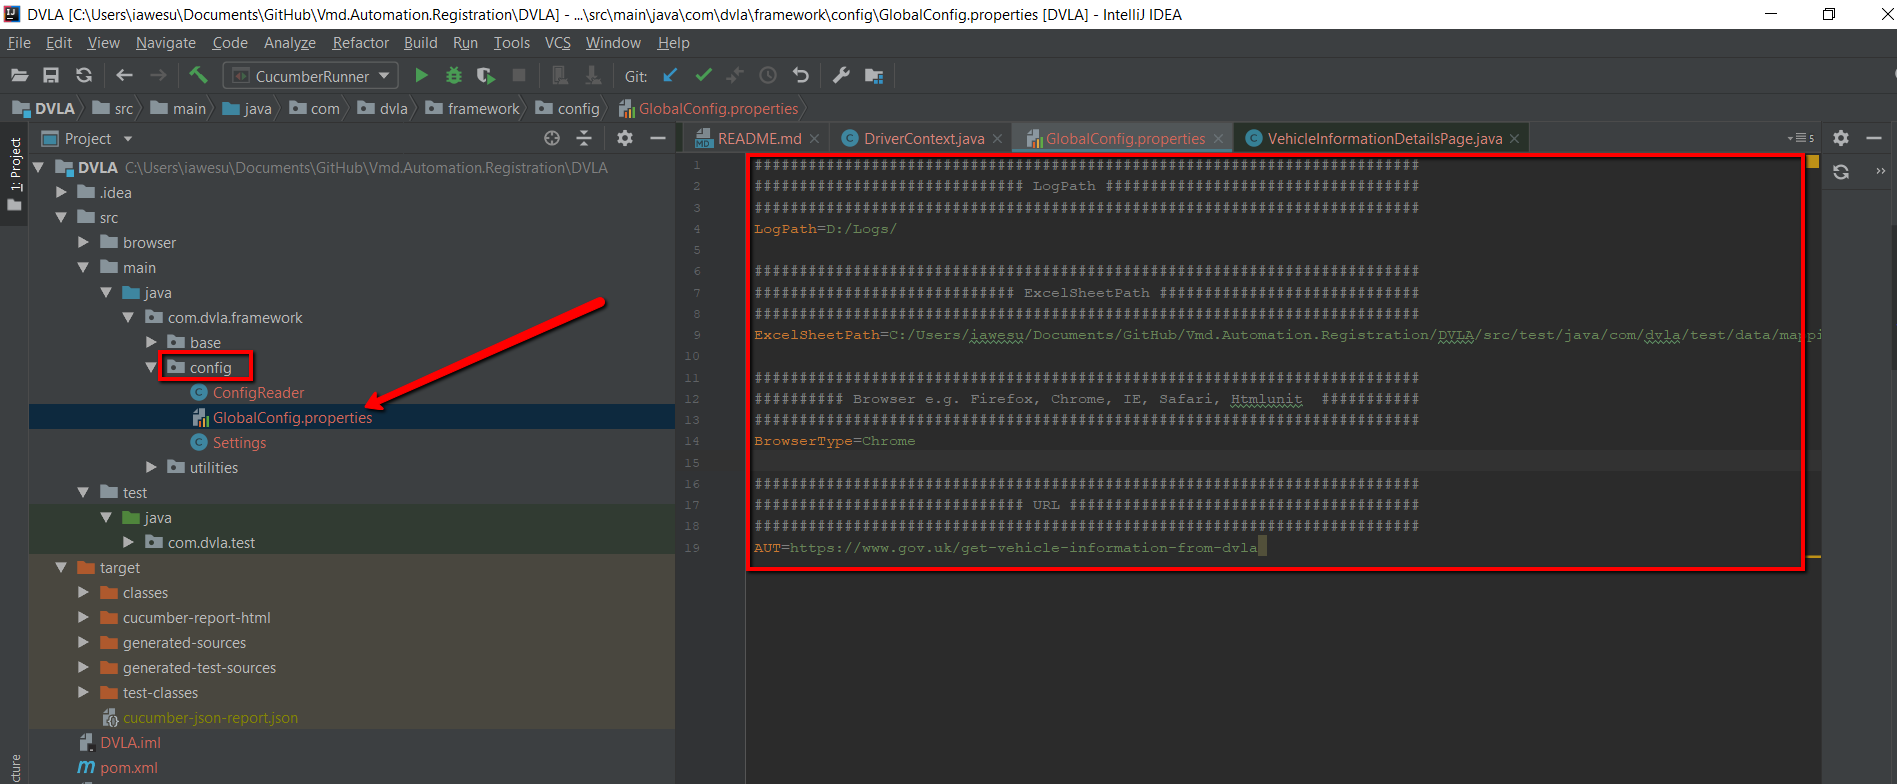 DVLA [C:\Users\iawesu\Documents\GitHub\Vmd.Automation.Registration\DVLA] - ...\src\main\java\com\dvla\framework\config\GlobalConfig.properties [DVLA] - IntelliJ IDEA
File Edit View Navigate Code Analyze Refactor Build Run Tools VCS Window Help
CucumberRunner Git:
DVLA src main java com dvla framework config GlobalConfig.properties
1: Project
Project
DVLA C:\Users\iawesu\Documents\GitHub\Vmd.Automation.Registration\DVLA
.idea
src
browser
main
java
com.dvla.framework
base
config
ConfigReader
GlobalConfig.properties
Settings
utilities
test
java
com.dvla.test
target
classes
cucumber-report-html
generated-sources
generated-test-sources
test-classes
cucumber-json-report.json
DVLA.iml
pom.xml
README.md DriverContext.java GlobalConfig.properties VehicleInformationDetailsPage.java 5
1 ##########################################################################
2 ############################## LogPath ###################################
3 ##########################################################################
4 LogPath=D:/Logs/
5
6 ##########################################################################
7 ############################# ExcelSheetPath #############################
8 ##########################################################################
9 ExcelSheetPath=C:/Users/iawesu/Documents/GitHub/Vmd.Automation.Registration/DVLA/src/test/java/com/dvla/test/data/mappi
10
11 ##########################################################################
12 ########## Browser e.g. Firefox, Chrome, IE, Safari, Htmlunit ###########
13 ##########################################################################
14 BrowserType=Chrome
15
16 ##########################################################################
17 ############################## URL #######################################
18 ##########################################################################
19 AUT=https://www.gov.uk/get-vehicle-information-from-dvla